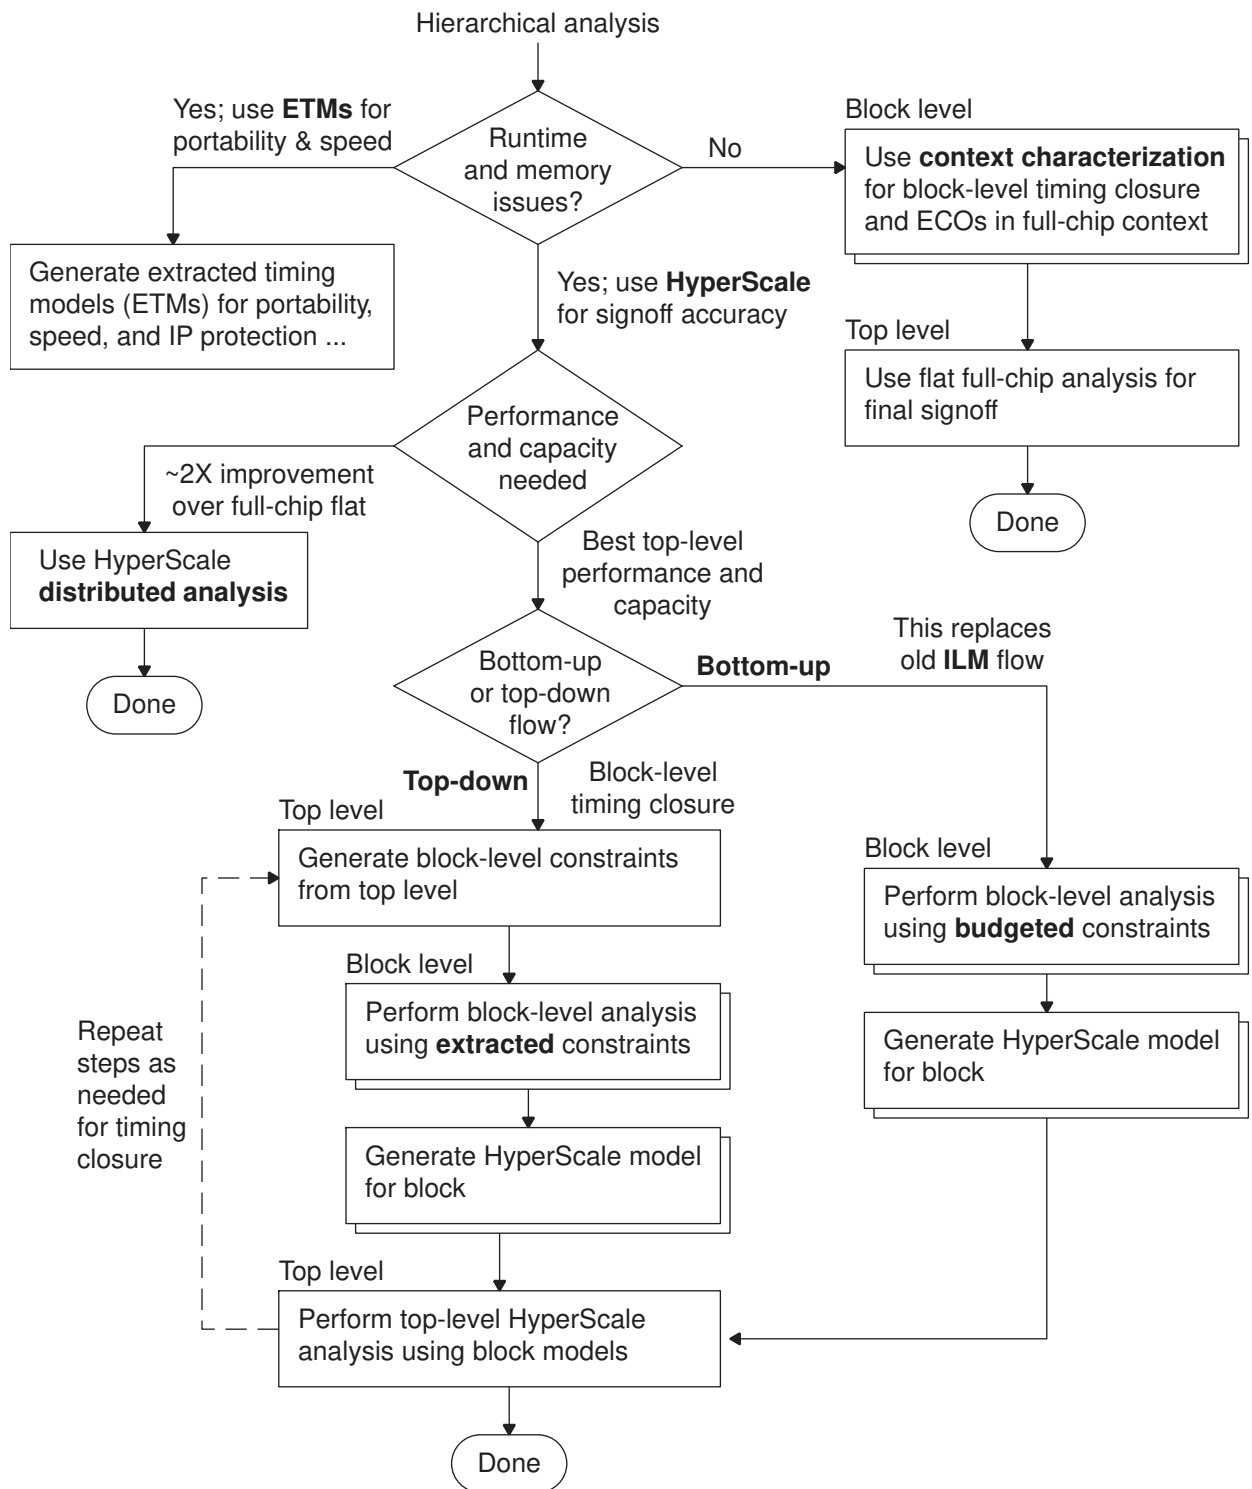 Hierarchical analysis
Yes; use ETMs for
portability & speed
Runtime
and memory
issues?
No
Block level
Use context characterization
for block-level timing closure
and ECOs in full-chip context
Generate extracted timing
models (ETMs) for portability,
speed, and IP protection ...
Yes; use HyperScale
for signoff accuracy
Top level
Use flat full-chip analysis for
final signoff
Done
Performance
and capacity
needed
~2X improvement
over full-chip flat
Use HyperScale
distributed analysis
Done
Best top-level
performance and
capacity
Bottom-up
or top-down
flow?
Bottom-up
This replaces
old ILM flow
Top-down
Block-level
timing closure
Top level
Generate block-level constraints
from top level
Block level
Perform block-level analysis
using budgeted constraints
Block level
Perform block-level analysis
using extracted constraints
Generate HyperScale model
for block
Repeat
steps as
needed
for timing
closure
Generate HyperScale model
for block
Top level
Perform top-level HyperScale
analysis using block models
Done